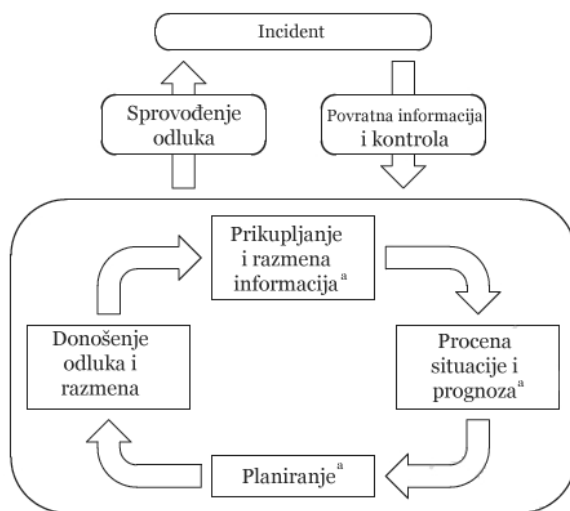 Incident
Sprovođenje
odluka
Povratna informacija
i kontrola
Prikupljanje
i razmena
informacija a
Donošenje
odluka i
razmena
Procena
situacije i
prognoza a
Planiranje a